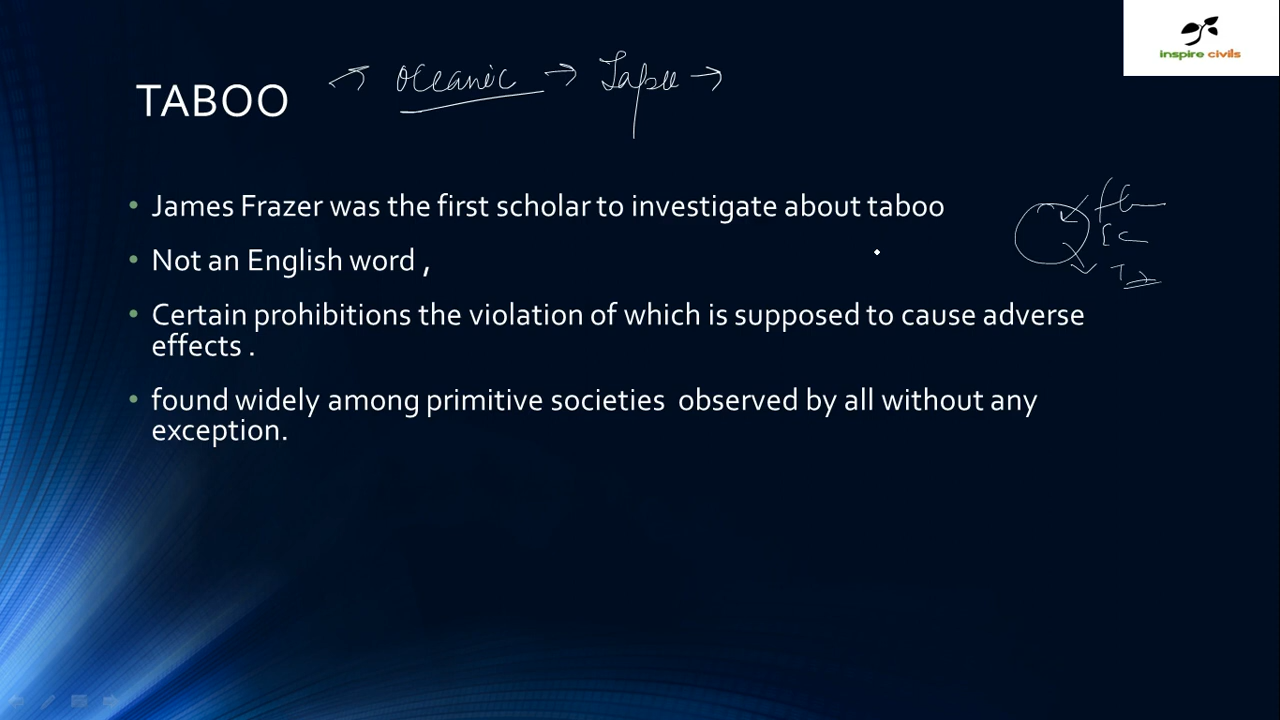 inspire civils
TABOO → Oceanic → Tapu →
• James Frazer was the first scholar to investigate about taboo
• Not an English word ,
• Certain prohibitions the violation of which is supposed to cause adverse
effects .
• found widely among primitive societies observed by all without any
exception.